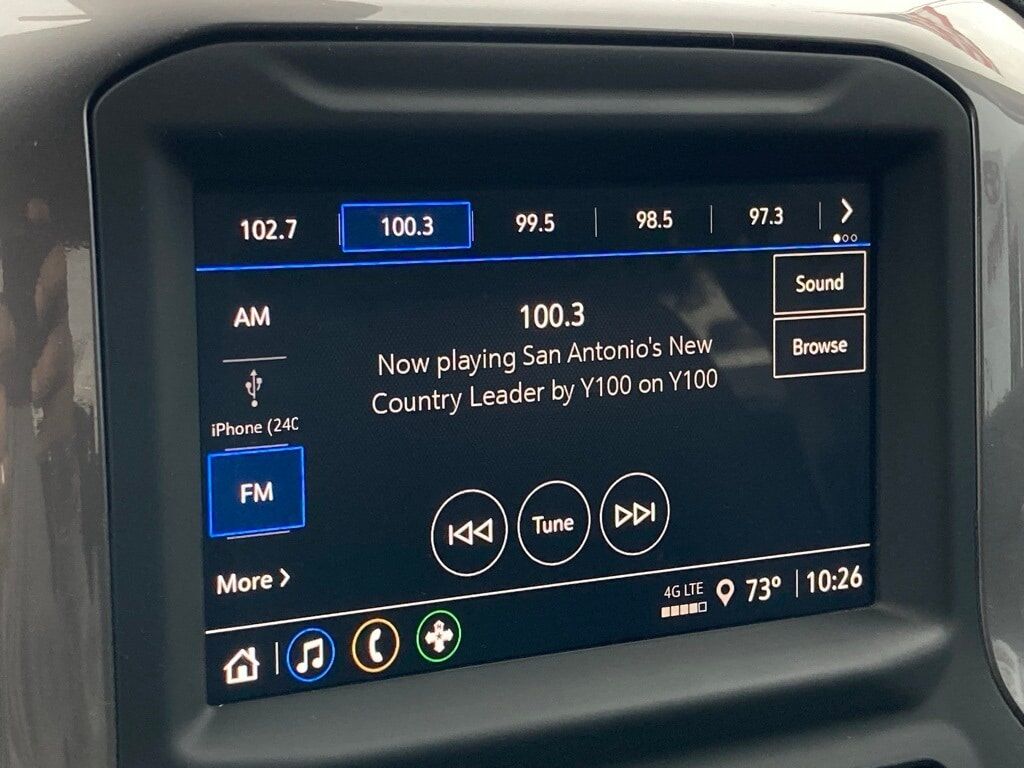 102.7
100.3
99.5
98.5
97.3
Sound
AM
100.3
Now playing San Antonio's New
Country Leader by Y100 on Y100
Browse
iPhone (24C
FM
Tune
More
4G LTE
73°
10:26